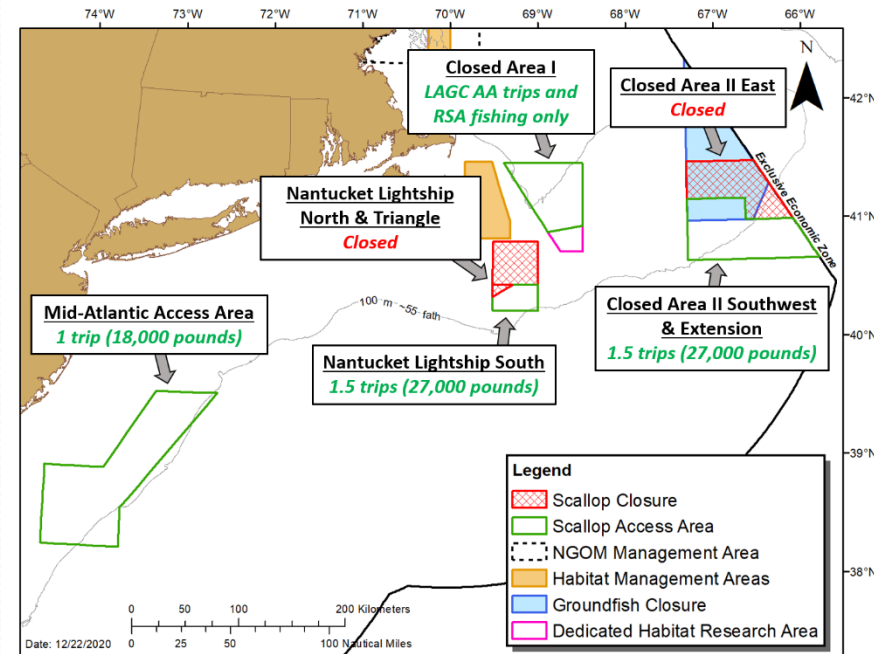 74°W 73°W 72°W 71°W 70°W 69°W 68°W 67°W 66°W
N
42°N
41°N
40°N
39°N
38°N
Closed Area I
LAGC AA trips and
RSA fishing only
Closed Area II East
Closed
Exclusive Economic Zone
Nantucket Lightship
North & Triangle
Closed
100 m ~55 fath
Mid-Atlantic Access Area
1 trip (18,000 pounds)
Nantucket Lightship South
1.5 trips (27,000 pounds)
Closed Area II Southwest
& Extension
1.5 trips (27,000 pounds)
Legend
Scallop Closure
Scallop Access Area
NGOM Management Area
Habitat Management Areas
Groundfish Closure
Dedicated Habitat Research Area
0 50 100 200 Kilometers
0 25 50 100 Nautical Miles
Date: 12/22/2020